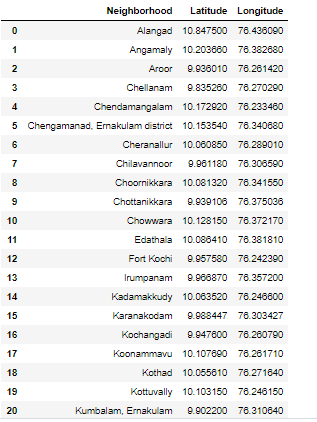 Neighborhood Latitude Longitude
0 Alangad 10.847500 76.436090
1 Angamaly 10.203660 76.382680
2 Aroor 9.936010 76.261420
3 Chellanam 9.835260 76.270290
4 Chendamangalam 10.172920 76.233460
5 Chengamanad, Ernakulam district 10.153540 76.340680
6 Cheranallur 10.060850 76.289010
7 Chilavannoor 9.961180 76.306590
8 Choornikkara 10.081320 76.341550
9 Chottanikkara 9.939106 76.375036
10 Chowwara 10.128150 76.372170
11 Edathala 10.086410 76.381810
12 Fort Kochi 9.957580 76.242390
13 Irumpanam 9.966870 76.357200
14 Kadamakkudy 10.063520 76.246600
15 Karanakodam 9.988447 76.303427
16 Kochangadi 9.947600 76.260790
17 Koonammavu 10.107690 76.261710
18 Kothad 10.055610 76.271640
19 Kottuvally 10.103150 76.246150
20 Kumbalam, Ernakulam 9.902200 76.310640